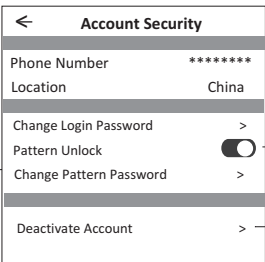 ← Account Security
Phone Number ********
Location China
Change Login Password >
Pattern Unlock
Change Pattern Password >
Deactivate Account >